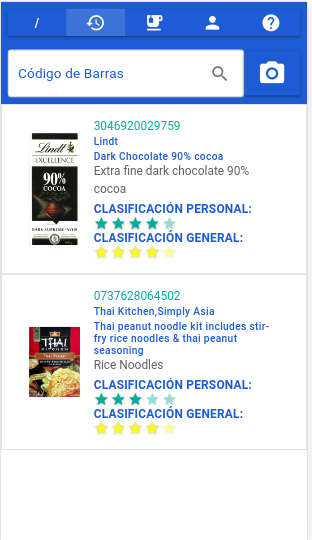 /
Código de Barras
3046920029759
Lindt
Dark Chocolate 90% cocoa
Extra fine dark chocolate 90%
cocoa
CLASIFICACIÓN PERSONAL:
CLASIFICACIÓN GENERAL:
Lindt
EXCELLENCE
90%
COCOA
0737628064502
Thai Kitchen,Simply Asia
Thai peanut noodle kit includes stir-
fry rice noodles & thai peanut
seasoning
Rice Noodles
CLASIFICACIÓN PERSONAL:
CLASIFICACIÓN GENERAL:
THAI
KITCHEN